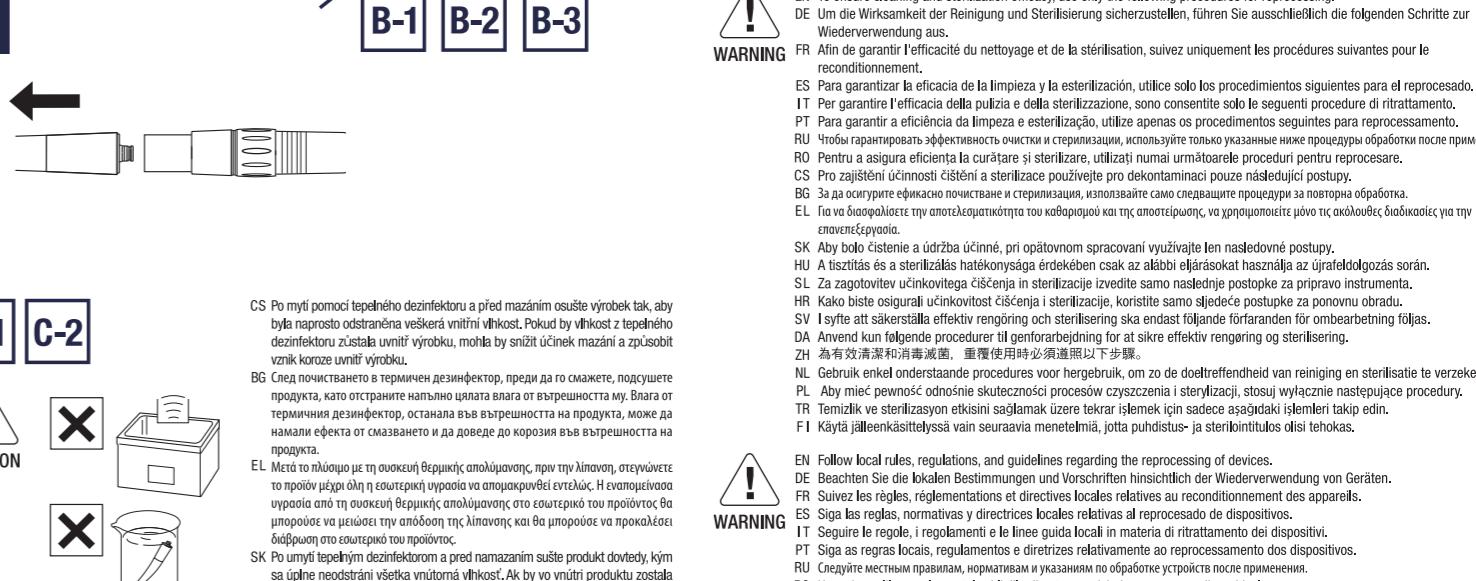 B-1 B-2 B-3
C-2
CS Po mytí pomocí tepelného dezinfektoru a před mazáním osušte výrobek tak, aby
byla naprosto odstraněna veškerá vnitřní vlhkost. Pokud by vlhkost z tepelného
dezinfektoru zůstala uvnitř výrobku, mohla by snížit účinek mazání a způsobit
vznik koroze uvnitř výrobku.
BG След почистването в термичен дезинфектор, преди да го смажете, подсушете
продукта, като отстраните напълно цялата влага от вътрешността му. Влага от
термичния дезинфектор, останала във вътрешността на продукта, може да
намали ефекта от смазването и да доведе до корозия във вътрешността на
продукта.
EL Μετά το πλύσιμο με τη συσκευή θερμικής απολύμανσης, πριν την λίπανση, στεγνώνετε
το προϊόν μέχρι όλη η εσωτερική υγρασία να απομακρυνθεί εντελώς. Η εναπομείνασα
υγρασία από τη συσκευή θερμικής απολύμανσης στο εσωτερικό του προϊόντος θα
μπορούσε να μειώσει την απόδοση της λίπανσης και θα μπορούσε να προκαλέσει
διάβρωση στο εσωτερικό του προϊόντος.
SK Po umytí tepelným dezinfektorom a pred namazaním sušte produkt dovtedy, kým
sa úplne neodstráni všetka vnútorná vlhkosť. Ak by vo vnútri produktu zostala
WARNING
DE Um die Wirksamkeit der Reinigung und Sterilisierung sicherzustellen, führen Sie ausschließlich die folgenden Schritte zur
Wiederverwendung aus.
FR Afin de garantir l'efficacité du nettoyage et de la stérilisation, suivez uniquement les procédures suivantes pour le
reconditionnement.
ES Para garantizar la eficacia de la limpieza y la esterilización, utilice solo los procedimientos siguientes para el reprocesado.
IT Per garantire l'efficacia della pulizia e della sterilizzazione, sono consentite solo le seguenti procedure di ritrattamento.
PT Para garantir a eficiência da limpeza e esterilização, utilize apenas os procedimentos seguintes para reprocessamento.
RU Чтобы гарантировать эффективность очистки и стерилизации, используйте только указанные ниже процедуры обработки после прим
RO Pentru a asigura eficiența la curățare și sterilizare, utilizați numai următoarele proceduri pentru reprocesare.
CS Pro zajištění účinnosti čištění a sterilizace používejte pro dekontaminaci pouze následující postupy.
BG За да осигурите ефикасно почистване и стерилизация, използвайте само следващите процедури за повторна обработка.
EL Για να διασφαλίσετε την αποτελεσματικότητα του καθαρισμού και της αποστείρωσης, να χρησιμοποιείτε μόνο τις ακόλουθες διαδικασίες για την
επανεπεξεργασία.
SK Aby bolo čistenie a údržba účinné, pri opätovnom spracovaní využívajte len nasledovné postupy.
HU A tisztítás és a sterilizálás hatékonysága érdekében csak az alábbi eljárásokat használja az újrafeldolgozás során.
SL Za zagotovitev učinkovitega čiščenja in sterilizacije izvedite samo naslednje postopke za pripravo instrumenta.
HR Kako biste osigurali učinkovitost čišćenja i sterilizacije, koristite samo sljedeće postupke za ponovnu obradu.
SV I syfte att säkerställa effektiv rengöring och sterilisering ska endast följande förfaranden för ombearbetning följas.
DA Anvend kun følgende procedurer til genforarbejdning for at sikre effektiv rengøring og sterilisering.
ZH 為有效清潔和消毒滅菌，重覆使用時必須遵照以下步驟。
NL Gebruik enkel onderstaande procedures voor hergebruik, om zo de doeltreffendheid van reiniging en sterilisatie te verzeke
PL Aby mieć pewność odnośnie skuteczności procesów czyszczenia i sterylizacji, stosuj wyłącznie następujące procedury.
TR Temizlik ve sterilizasyon etkisini sağlamak üzere tekrar işlemek için sadece aşağıdaki işlemleri takip edin.
FI Käytä jälleenkäsittelyssä vain seuraavia menetelmiä, jotta puhdistus- ja sterilointitulos olisi tehokas.
WARNING
EN Follow local rules, regulations, and guidelines regarding the reprocessing of devices.
DE Beachten Sie die lokalen Bestimmungen und Vorschriften hinsichtlich der Wiederverwendung von Geräten.
FR Suivez les règles, réglementations et directives locales relatives au reconditionnement des appareils.
ES Siga las reglas, normativas y directrices locales relativas al reprocesado de dispositivos.
IT Seguire le regole, i regolamenti e le linee guida locali in materia di ritrattamento dei dispositivi.
PT Siga as regras locais, regulamentos e diretrizes relativamente ao reprocessamento dos dispositivos.
RU Следуйте местным правилам, нормативам и указаниям по обработке устройств после применения.